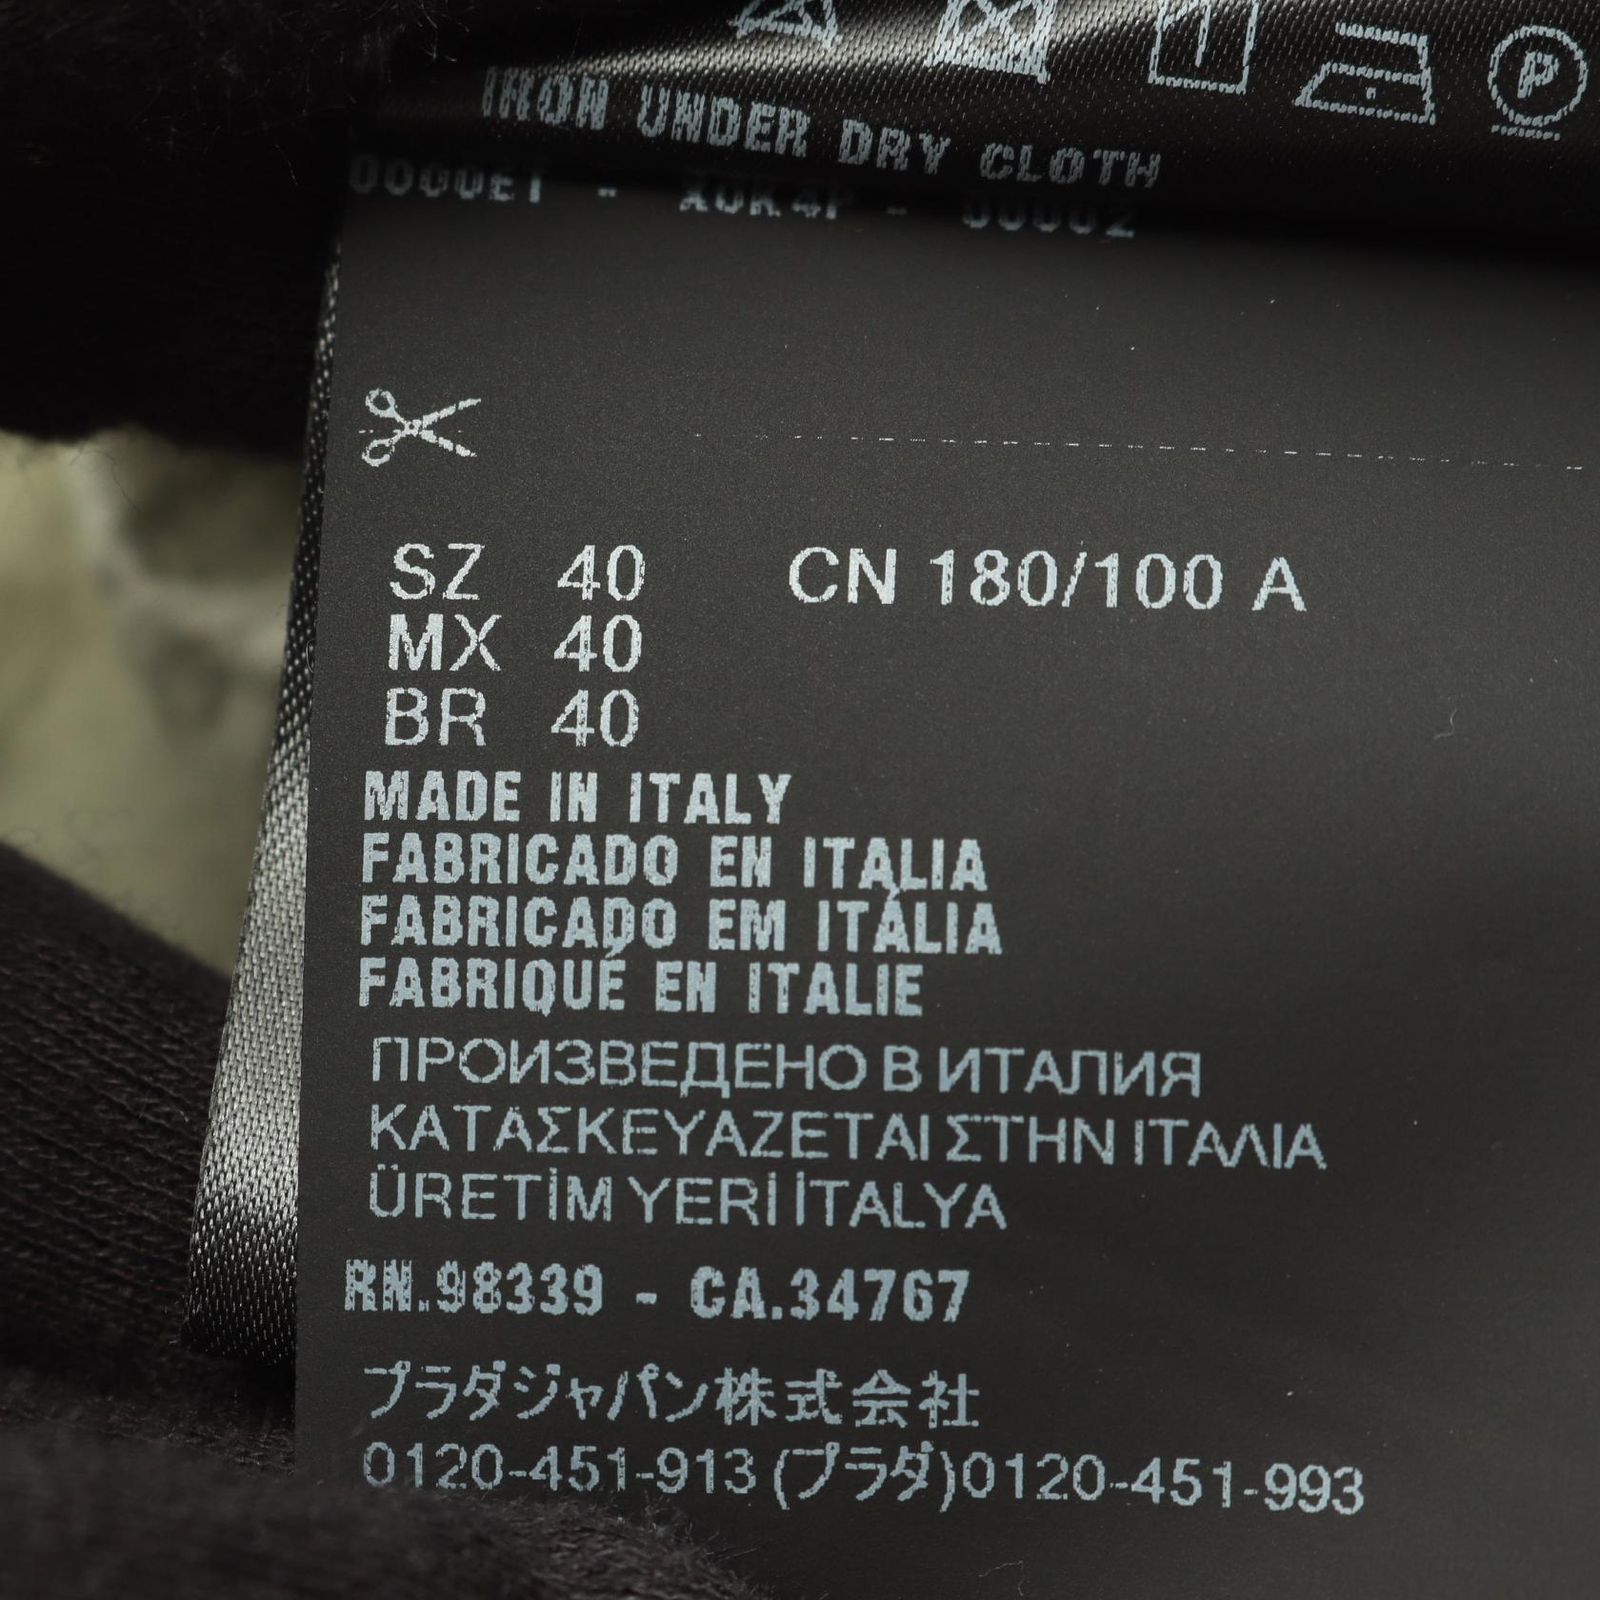 IRON UNDER DRY CLOTH
SZ 40 CN 180/100 A
MX 40
BR 40
MADE IN ITALY
FABRICADO EN ITALIA
FABRICADO EM ITÁLIA
FABRIQUÉ EN ITALIE
ПРОИЗВЕДЕНО В ИТАЛИЯ
ΚΑΤΑΣΚΕΥΑΖΕΤΑΙ ΣΤΗΝ ΙΤΑΛΙΑ
ÜRETİM YERİ İTALYA
RN.98339 - CA.34767
プラダジャパン株式会社
0120-451-913 (プラダ)0120-451-993